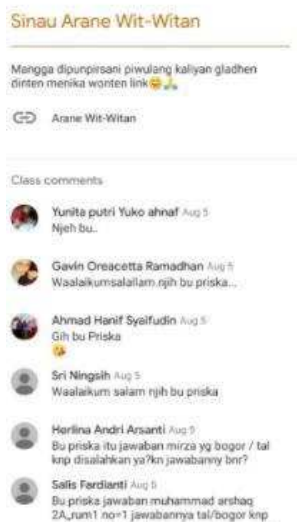 Sinau Arane Wit-Witan
Mangga dipunpirsani piwulang kaliyan gladhen
dinten menika wonten link🤗🙏
Arane Wit-Witan
Class comments
Yunita putri Yuko ahnaf Aug 5
Njeh bu..
Gavin Oreacetta Ramadhan Aug 5
Waalaikumsalallam.njih bu priska...
Ahmad Hanif Syaifudin Aug 5
Gih bu Priska
😘
Sri Ningsih Aug 5
Waalaikum salam njih bu priska
Herlina Andri Arsanti Aug 5
Bu priska itu jawaban mirza yg bogor / tal
knp disalahkan ya?kn jawabanny bnr?
Salis Fardianti Aug 5
Bu priska jawaban muhammad arshaq
2A,,rum1 no=1 jawabannya tal/bogor knp